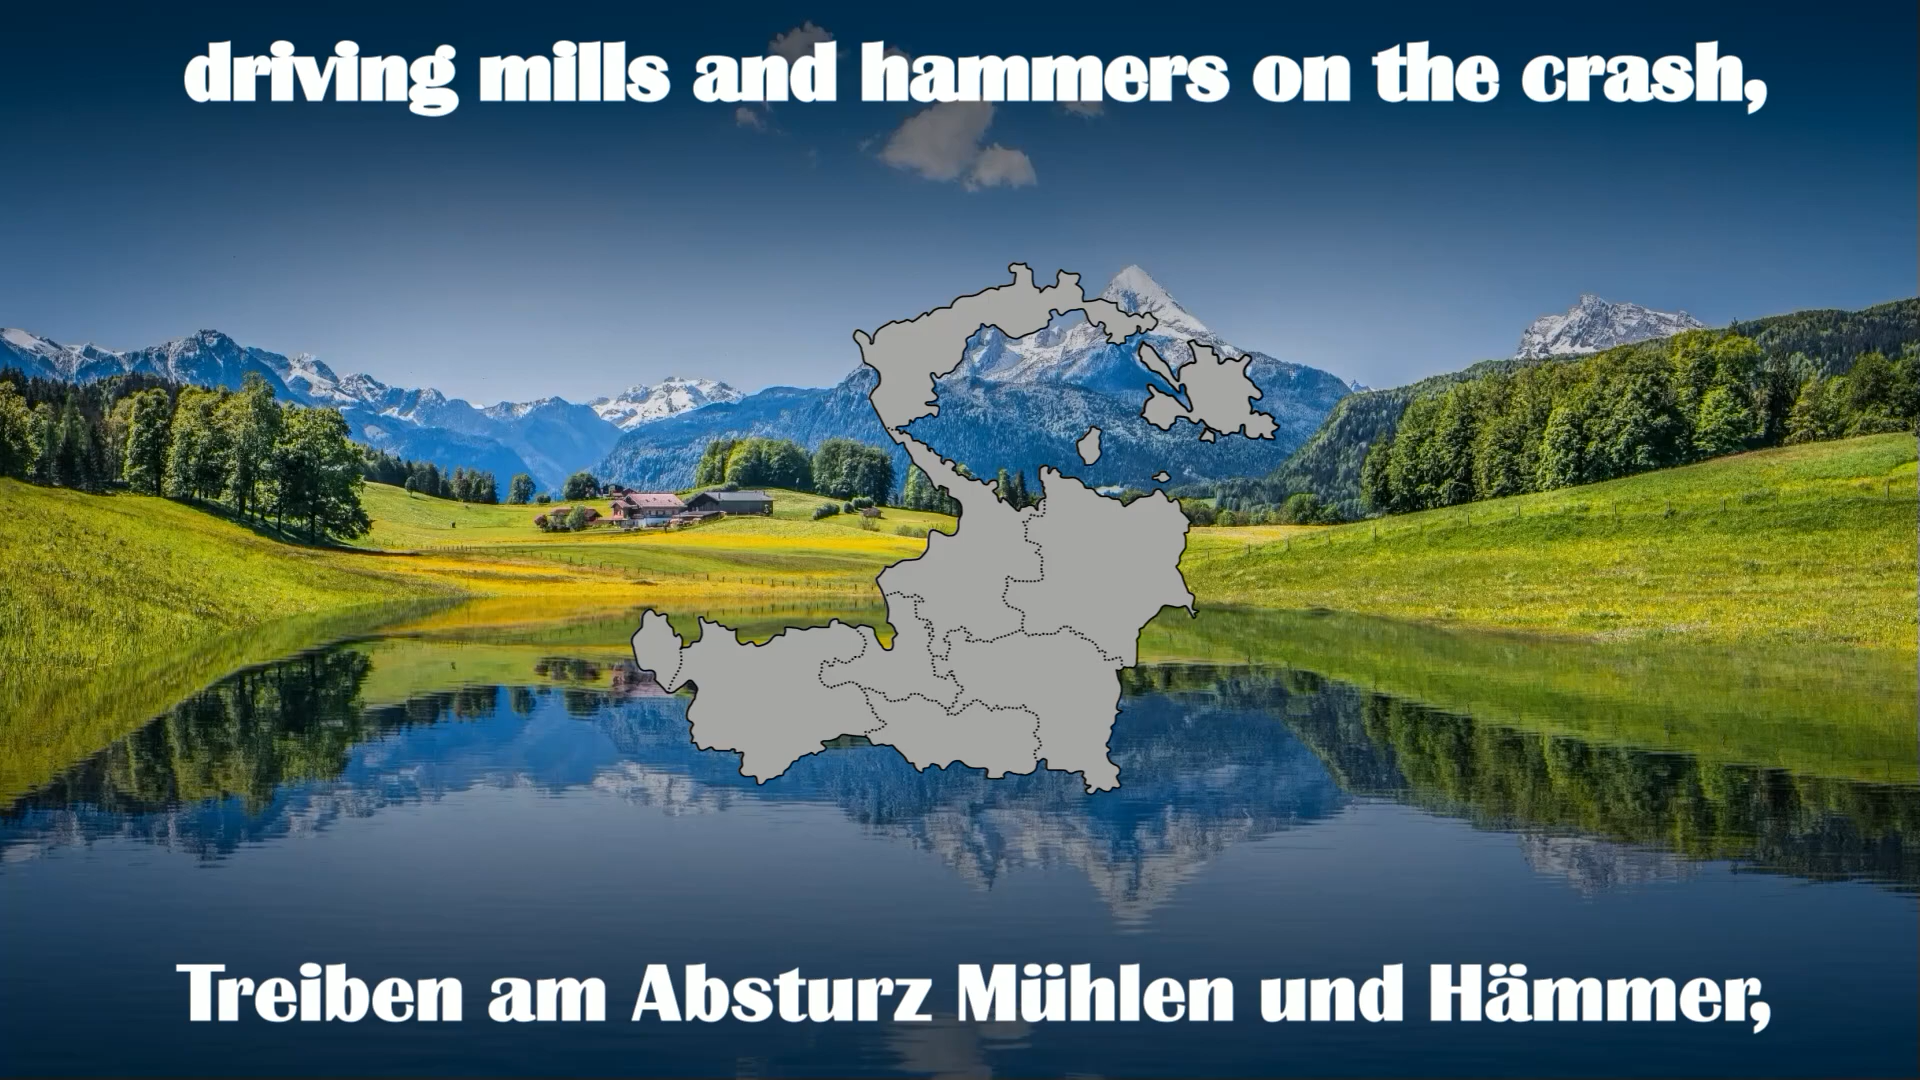 driving mills and hammers on the crash,
Treiben am Absturz Mühlen und Hämmer,